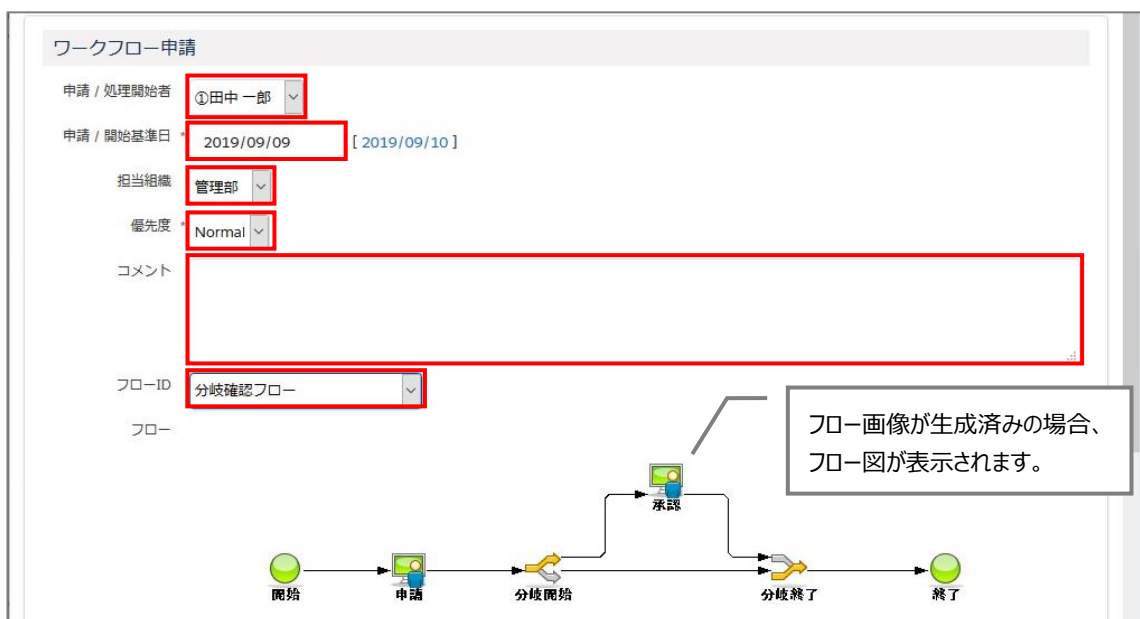 ワークフロー申請
申請 / 処理開始者 ①田中 一郎
申請 / 開始基準日 * 2019/09/09 [ 2019/09/10 ]
担当組織 管理部
優先度 * Normal
コメント
フローID 分岐確認フロー
フロー
フロー画像が生成済みの場合、
フロー図が表示されます。
承認
開始 申請 分岐開始 分岐終了 終了